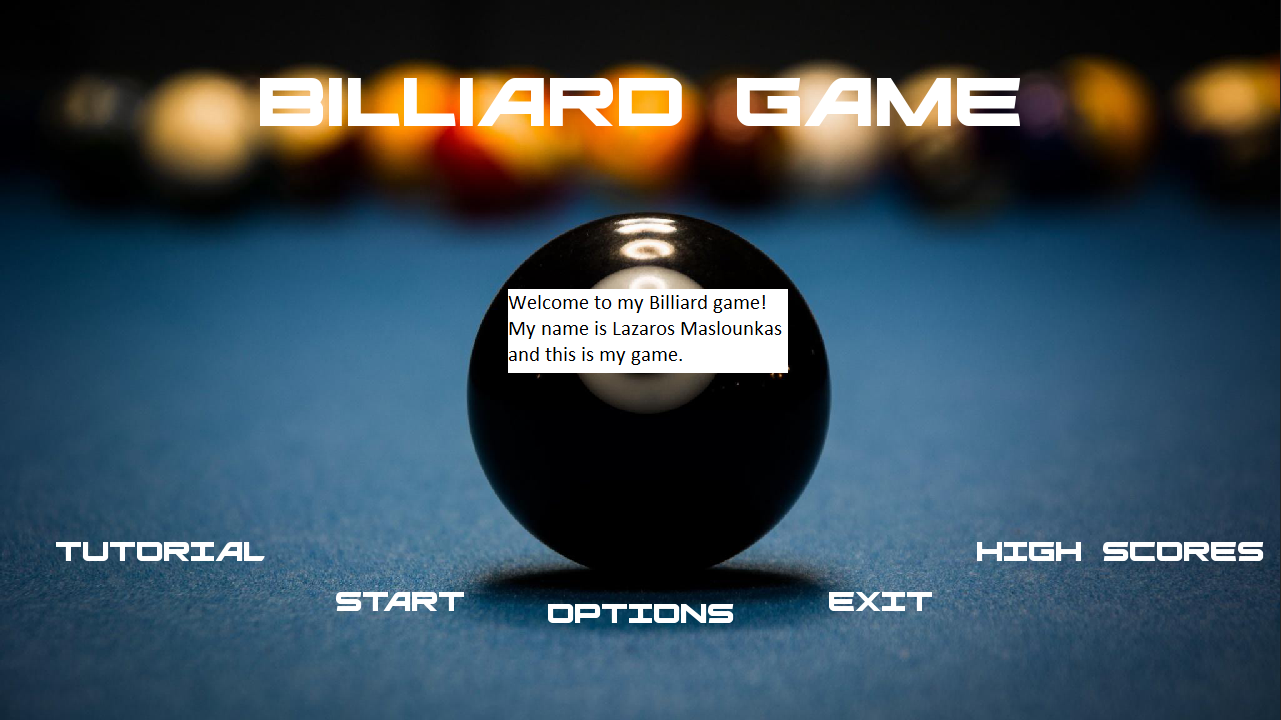 BILLIARD GAME
Welcome to my Billiard game!
My name is Lazaros Maslounkas
and this is my game.
TUTORIAL
HIGH SCORES
START
OPTIONS
EXIT